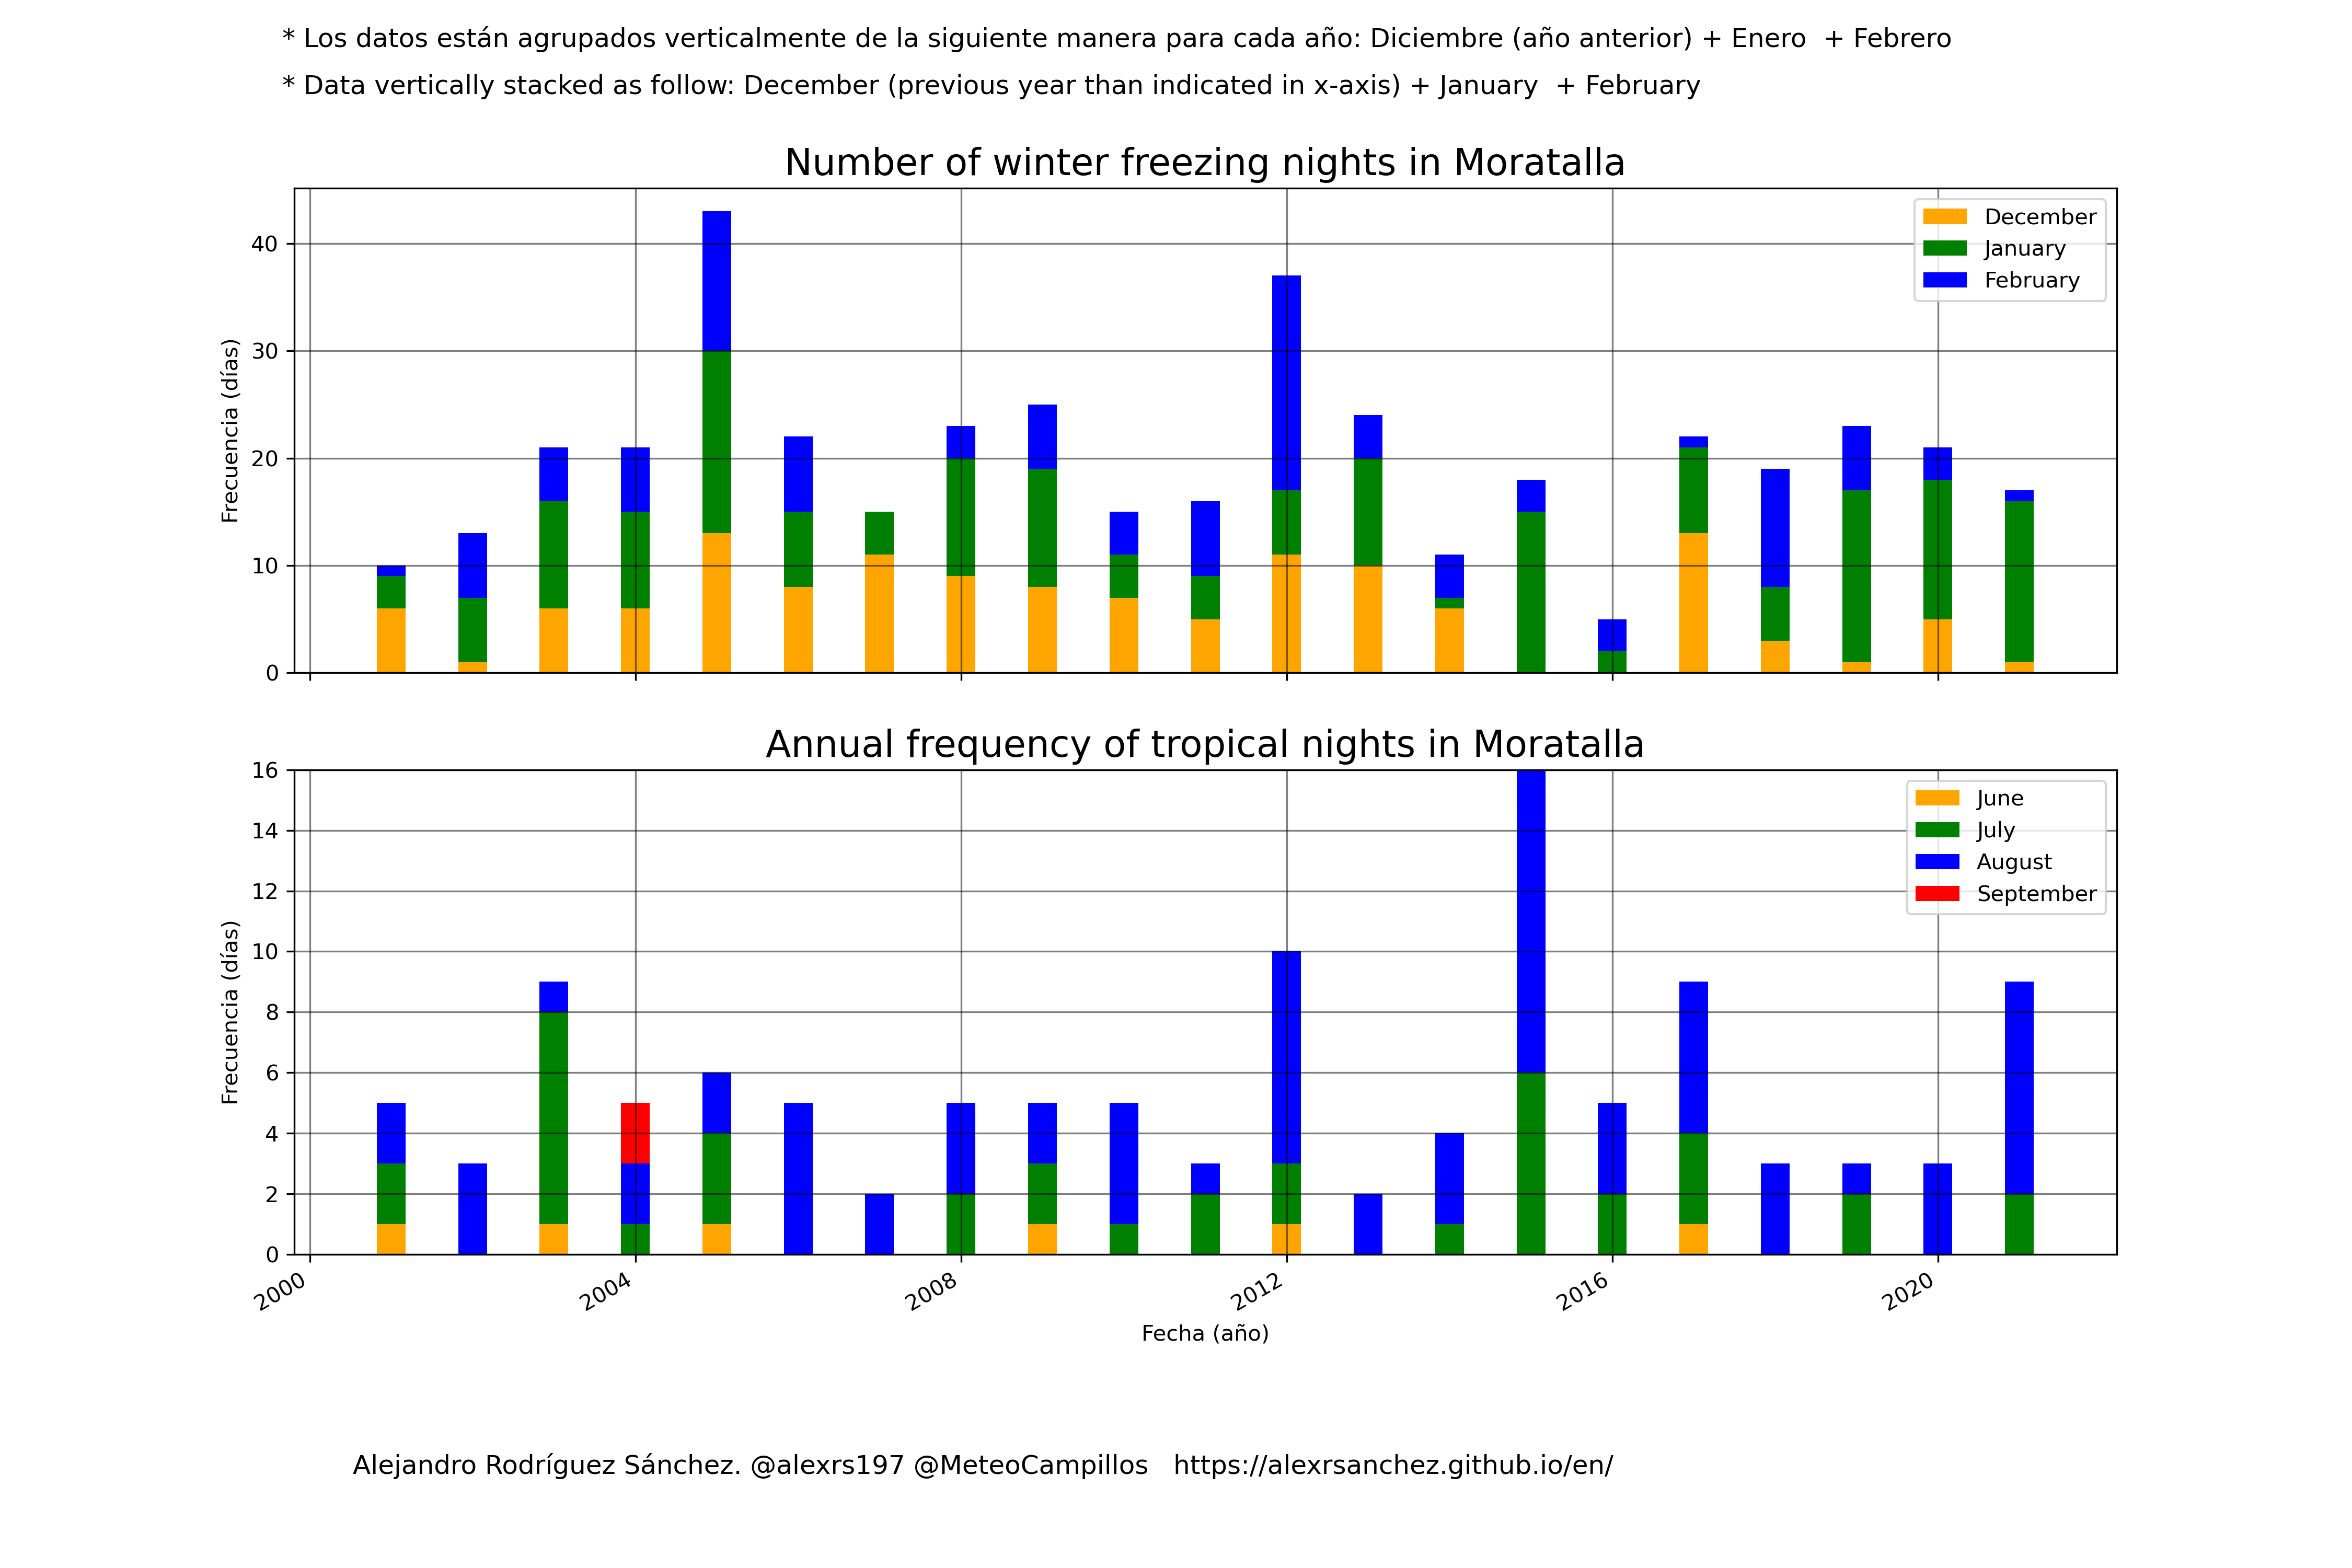 * Los datos están agrupados verticalmente de la siguiente manera para cada año: Diciembre (año anterior) + Enero  + Febrero
* Data vertically stacked as follow: December (previous year than indicated in x-axis) + January  + February
Number of winter freezing nights in Moratalla
Frecuencia (días)
40
30
20
10
0
December
January
February
Annual frequency of tropical nights in Moratalla
Frecuencia (días)
16
14
12
10
8
6
4
2
0
June
July
August
September
2000
2004
2008
2012
2016
2020
Fecha (año)
Alejandro Rodríguez Sánchez. @alexrs197 @MeteoCampillos   https://alexrsanchez.github.io/en/